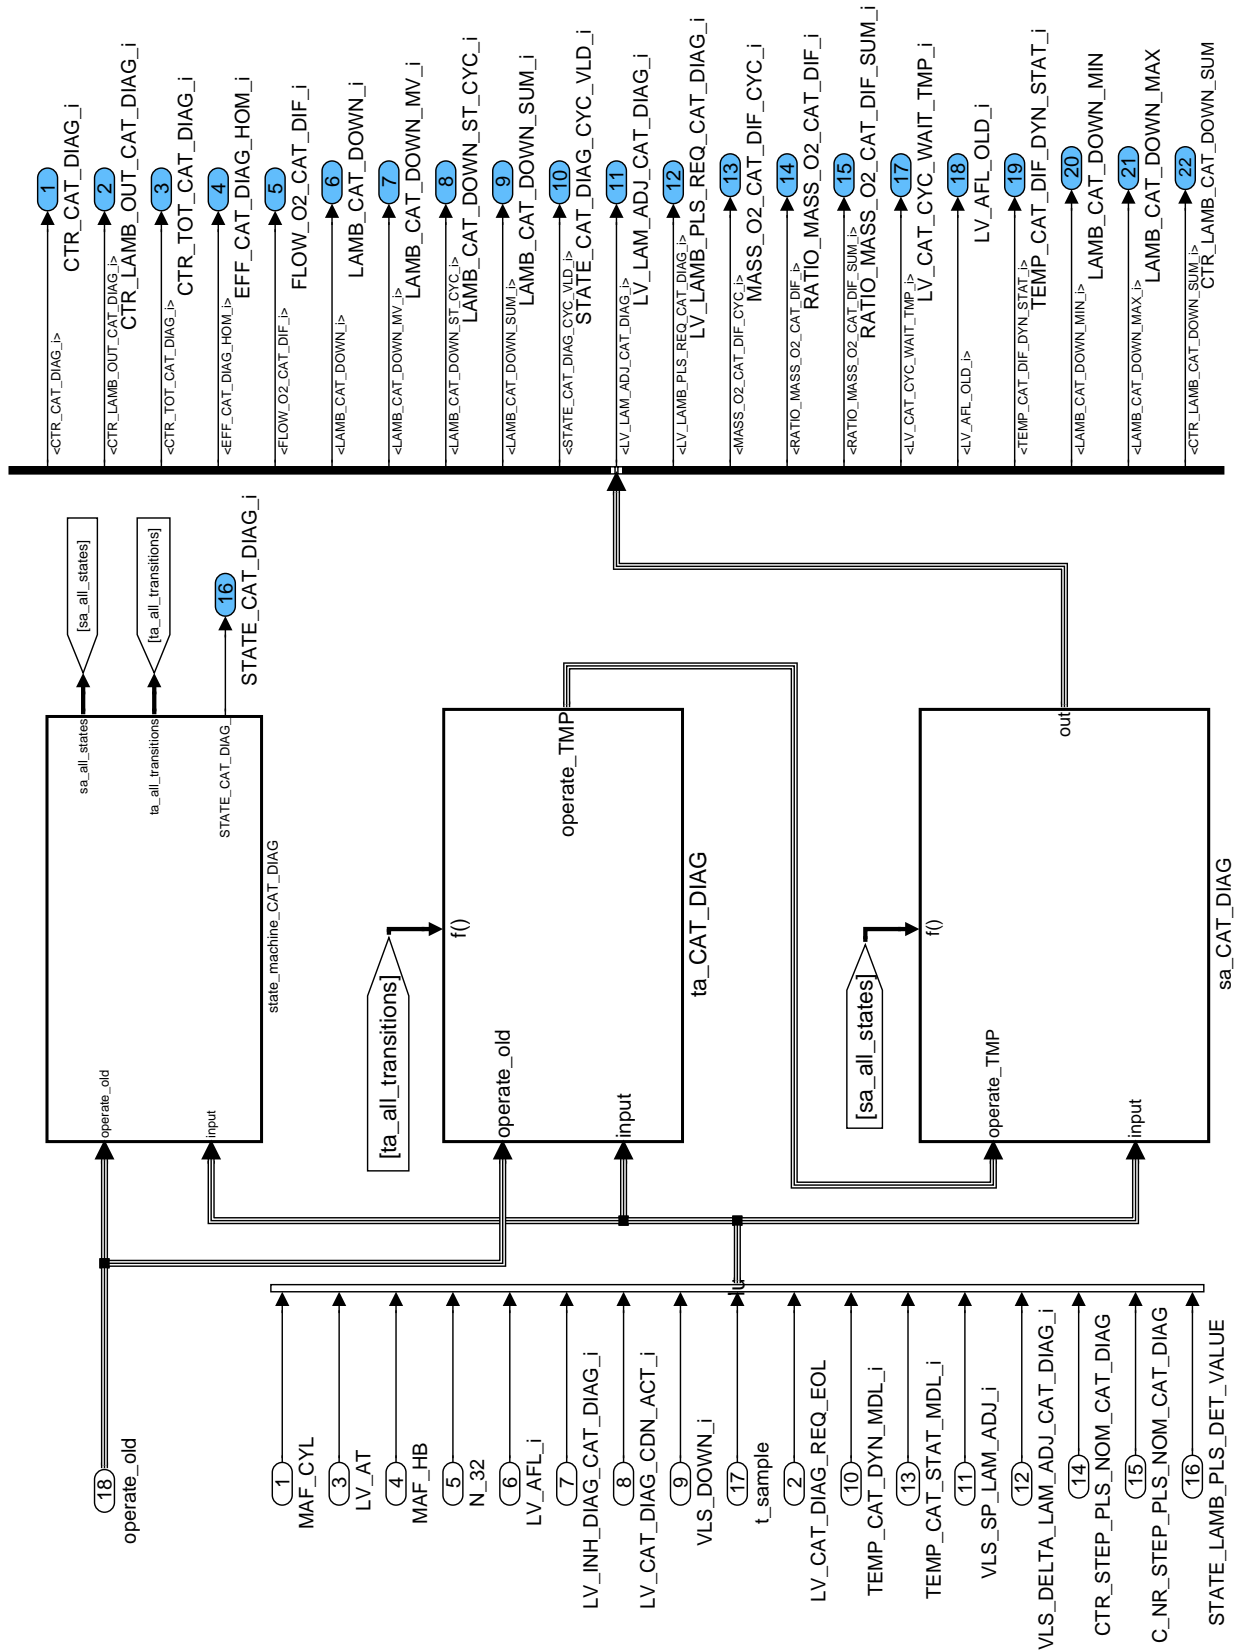 18
operate_old
1
MAF_CYL
3
LV_AT
4
MAF_HB
5
N_32
6
LV_AFL_i
7
LV_INH_DIAG_CAT_DIAG_i
8
LV_CAT_DIAG_CDN_ACT_i
9
VLS_DOWN_i
17
t_sample
2
LV_CAT_DIAG_REQ_EOL
10
TEMP_CAT_DYN_MDL_i
13
TEMP_CAT_STAT_MDL_i
11
VLS_SP_LAM_ADJ_i
12
VLS_DELTA_LAM_ADJ_CAT_DIAG_i
14
CTR_STEP_PLS_NOM_CAT_DIAG
15
C_NR_STEP_PLS_NOM_CAT_DIAG
16
STATE_LAMB_PLS_DET_VALUE
operate_old
input
sa_all_states
ta_all_transitions
STATE_CAT_DIAG_
state_machine_CAT_DIAG
[sa_all_states]
[ta_all_transitions]
16
STATE_CAT_DIAG_i
[ta_all_transitions]
f()
operate_old
input
operate_TMP
ta_CAT_DIAG
[sa_all_states]
f()
operate_TMP
input
out
sa_CAT_DIAG
<CTR_CAT_DIAG_i>
1
CTR_CAT_DIAG_i
<CTR_LAMB_OUT_CAT_DIAG_i>
2
CTR_LAMB_OUT_CAT_DIAG_i
<CTR_TOT_CAT_DIAG_i>
3
CTR_TOT_CAT_DIAG_i
<EFF_CAT_DIAG_HOM_i>
4
EFF_CAT_DIAG_HOM_i
<FLOW_O2_CAT_DIF_i>
5
FLOW_O2_CAT_DIF_i
<LAMB_CAT_DOWN_i>
6
LAMB_CAT_DOWN_i
<LAMB_CAT_DOWN_MV_i>
7
LAMB_CAT_DOWN_MV_i
<LAMB_CAT_DOWN_ST_CYC_i>
8
LAMB_CAT_DOWN_ST_CYC_i
<LAMB_CAT_DOWN_SUM_i>
9
LAMB_CAT_DOWN_SUM_i
<STATE_CAT_DIAG_CYC_VLD_i>
10
STATE_CAT_DIAG_CYC_VLD_i
<LV_LAM_ADJ_CAT_DIAG_i>
11
LV_LAM_ADJ_CAT_DIAG_i
<LV_LAMB_PLS_REQ_CAT_DIAG_i>
12
LV_LAMB_PLS_REQ_CAT_DIAG_i
<MASS_O2_CAT_DIF_CYC_i>
13
MASS_O2_CAT_DIF_CYC_i
<RATIO_MASS_O2_CAT_DIF_i>
14
RATIO_MASS_O2_CAT_DIF_i
<RATIO_MASS_O2_CAT_DIF_SUM_i>
15
RATIO_MASS_O2_CAT_DIF_SUM_i
<LV_CAT_CYC_WAIT_TMP_i>
17
LV_CAT_CYC_WAIT_TMP_i
<LV_AFL_OLD_i>
18
LV_AFL_OLD_i
<TEMP_CAT_DIF_DYN_STAT_i>
19
TEMP_CAT_DIF_DYN_STAT_i
<LAMB_CAT_DOWN_MIN_i>
20
LAMB_CAT_DOWN_MIN
<LAMB_CAT_DOWN_MAX_i>
21
LAMB_CAT_DOWN_MAX
<CTR_LAMB_CAT_DOWN_SUM_i>
22
CTR_LAMB_CAT_DOWN_SUM